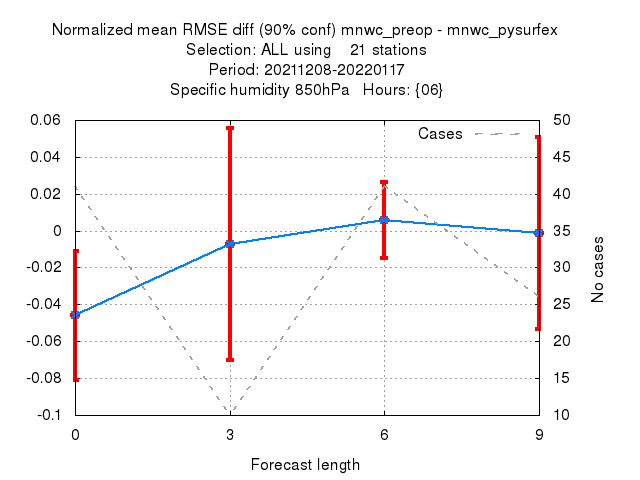 Normalized mean RMSE diff (90% conf) mnwc_preop - mnwc_pysurfex
Selection: ALL using    21 stations
Period: 20211208-20220117
Specific humidity 850hPa   Hours: {06}
0.06
0.04
0.02
0
-0.02
-0.04
-0.06
-0.08
-0.1
Cases
50
45
40
35
30
25
20
15
10
No cases
0 3 6 9
Forecast length